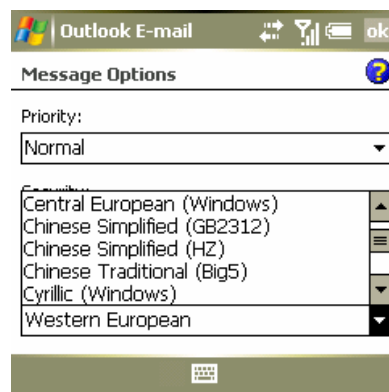 Outlook E-mail
ok
Message Options
Priority:
Normal
Security:
Central European (Windows)
Chinese Simplified (GB2312)
Chinese Simplified (HZ)
Chinese Traditional (Big5)
Cyrillic (Windows)
Western European